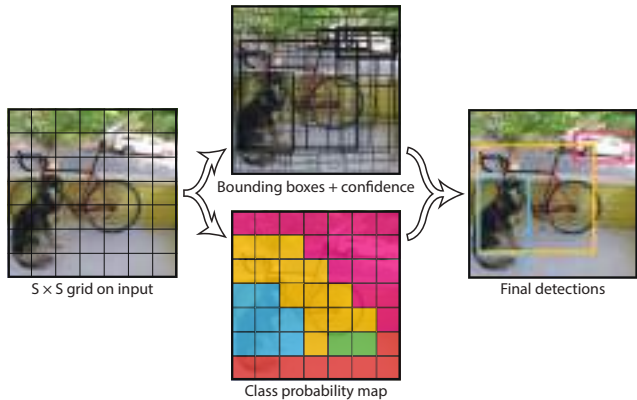 Bounding boxes + confidence
S × S grid on input
Final detections
Class probability map